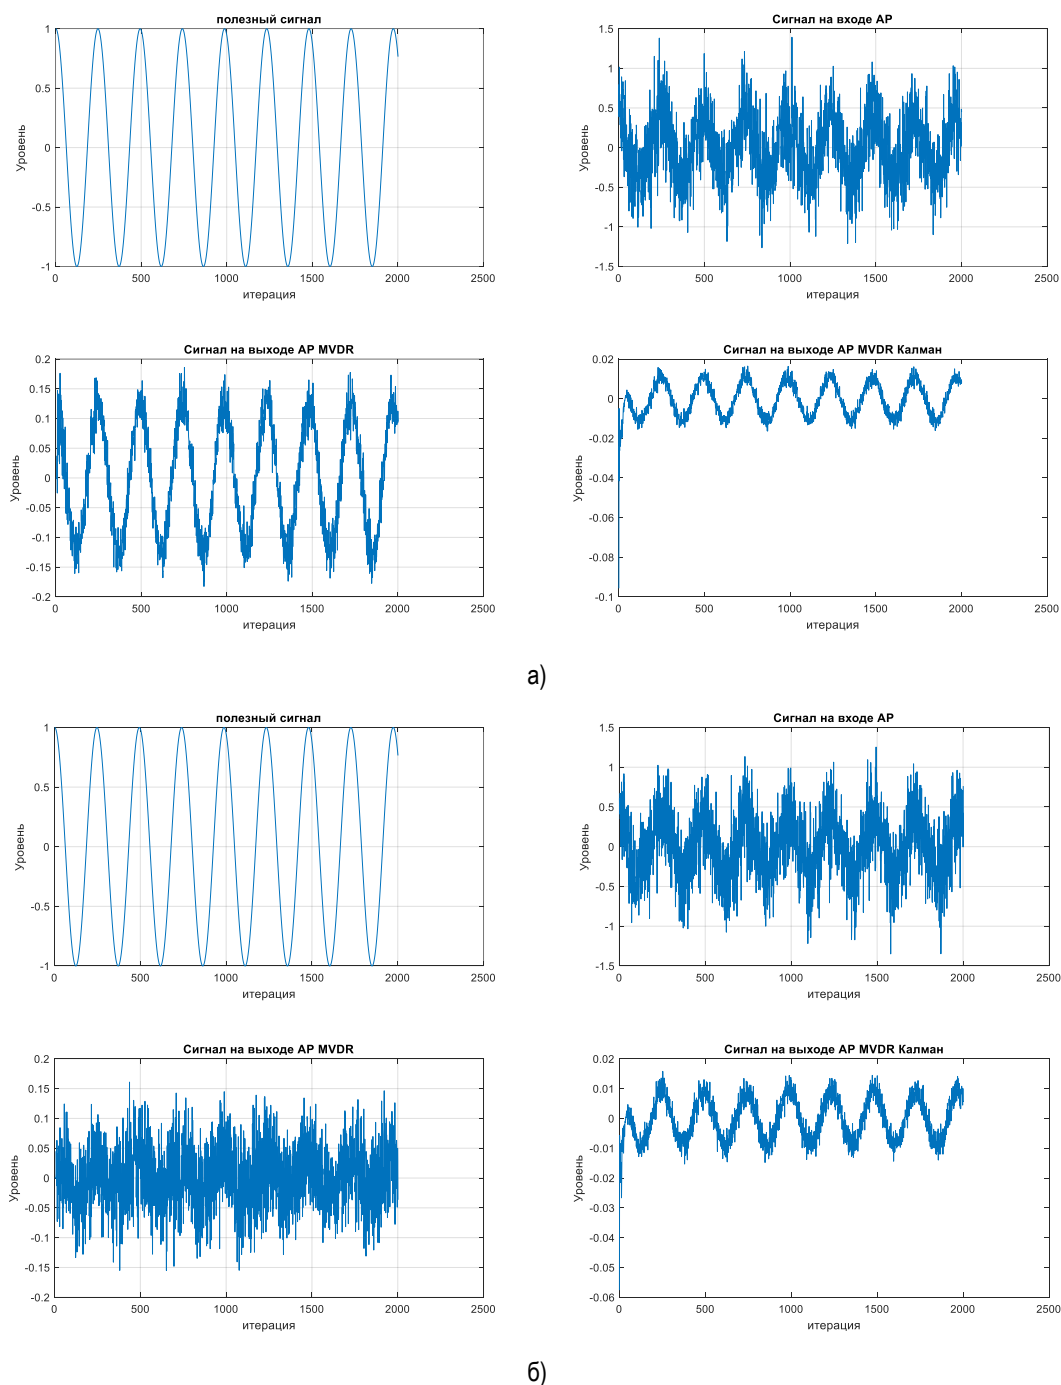 полезный сигнал
Уровень
1
0.5
0
-0.5
-1
0 500 1000 1500 2000 2500
итерация
Сигнал на входе АР
Уровень
1.5
1
0.5
0
-0.5
-1
-1.5
0 500 1000 1500 2000 2500
итерация
Сигнал на выходе АР MVDR
Уровень
0.2
0.15
0.1
0.05
0
-0.05
-0.1
-0.15
-0.2
0 500 1000 1500 2000 2500
итерация
Сигнал на выходе АР MVDR Калман
Уровень
0.02
0
-0.02
-0.04
-0.06
-0.08
-0.1
0 500 1000 1500 2000 2500
итерация
а)
полезный сигнал
Уровень
1
0.5
0
-0.5
-1
0 500 1000 1500 2000 2500
итерация
Сигнал на входе АР
Уровень
1.5
1
0.5
0
-0.5
-1
-1.5
0 500 1000 1500 2000 2500
итерация
Сигнал на выходе АР MVDR
Уровень
0.2
0.15
0.1
0.05
0
-0.05
-0.1
-0.15
-0.2
0 500 1000 1500 2000 2500
итерация
Сигнал на выходе АР MVDR Калман
Уровень
0.02
0.01
0
-0.01
-0.02
-0.03
-0.04
-0.05
-0.06
0 500 1000 1500 2000 2500
итерация
б)